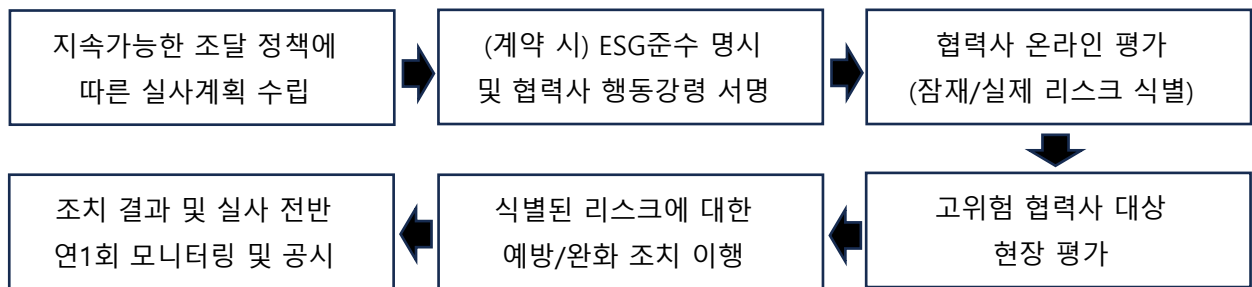 지속가능한 조달 정책에
따른 실사계획 수립
(계약 시) ESG준수 명시
및 협력사 행동강령 서명
협력사 온라인 평가
(잠재/실제 리스크 식별)
고위험 협력사 대상
현장 평가
식별된 리스크에 대한
예방/완화 조치 이행
조치 결과 및 실사 전반
연1회 모니터링 및 공시